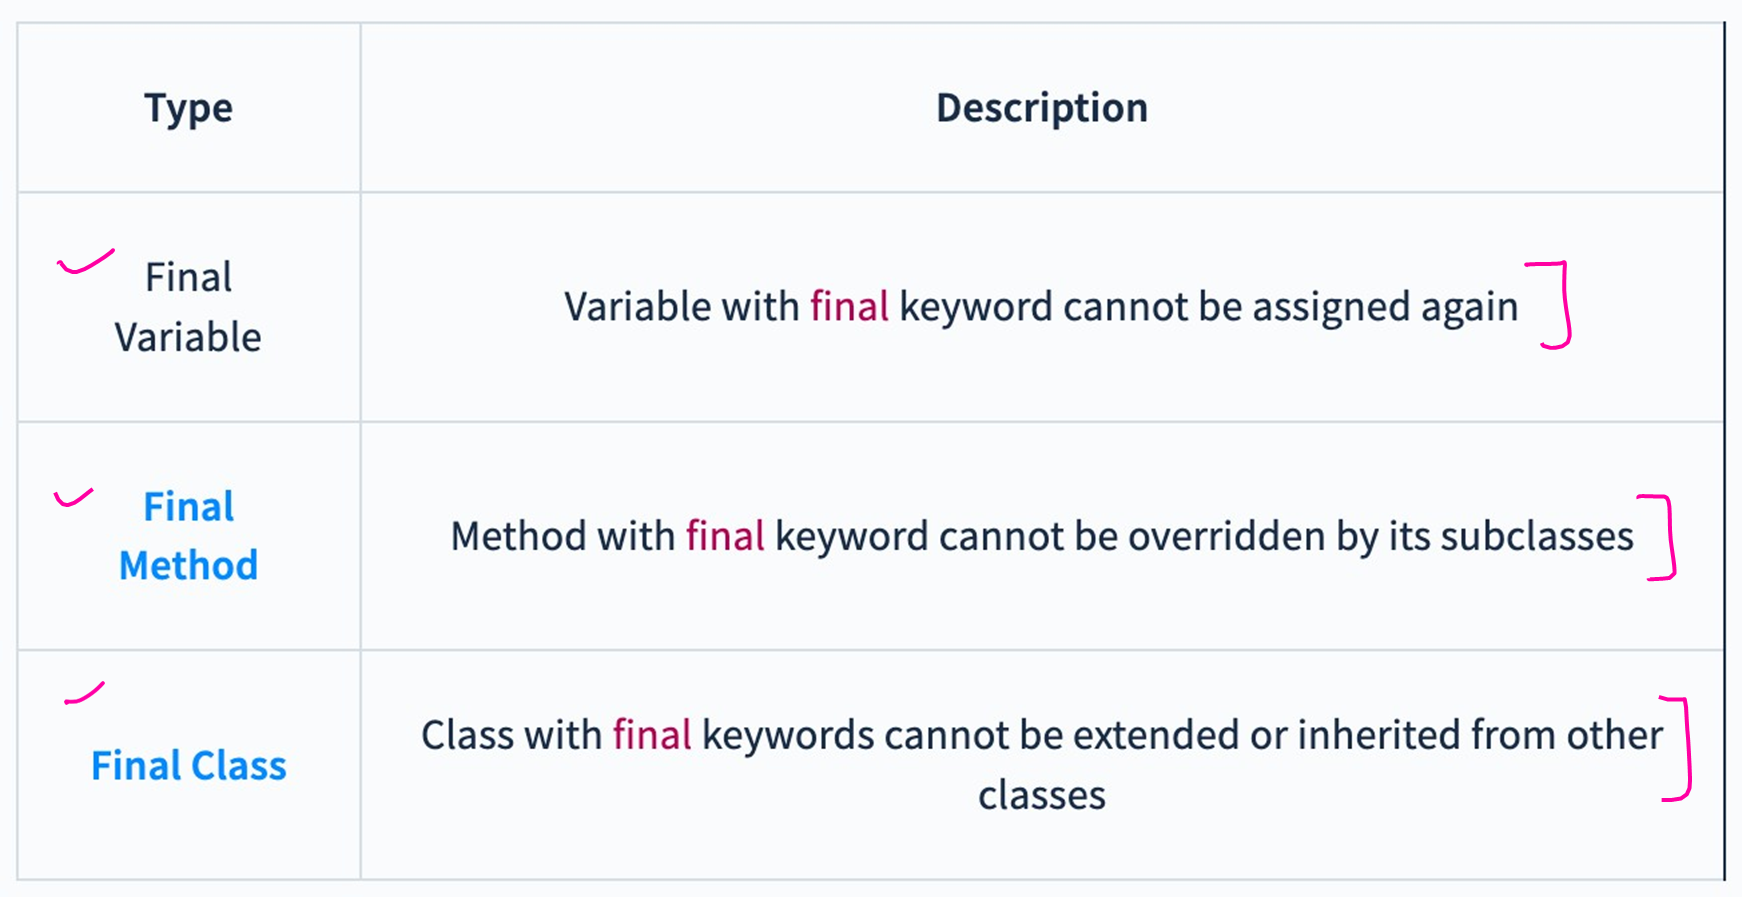 Type
Description
Final
Variable
Variable with final keyword cannot be assigned again
Final
Method
Method with final keyword cannot be overridden by its subclasses
Final Class
Class with final keywords cannot be extended or inherited from other
classes